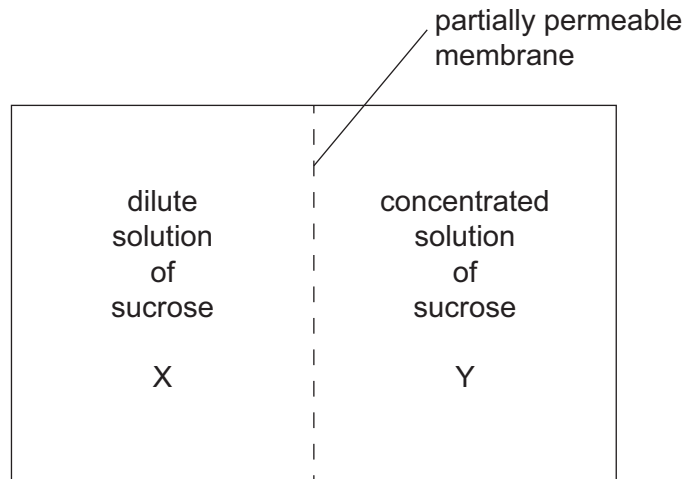 partially permeable
membrane
dilute
solution
of
sucrose
X
concentrated
solution
of
sucrose
Y